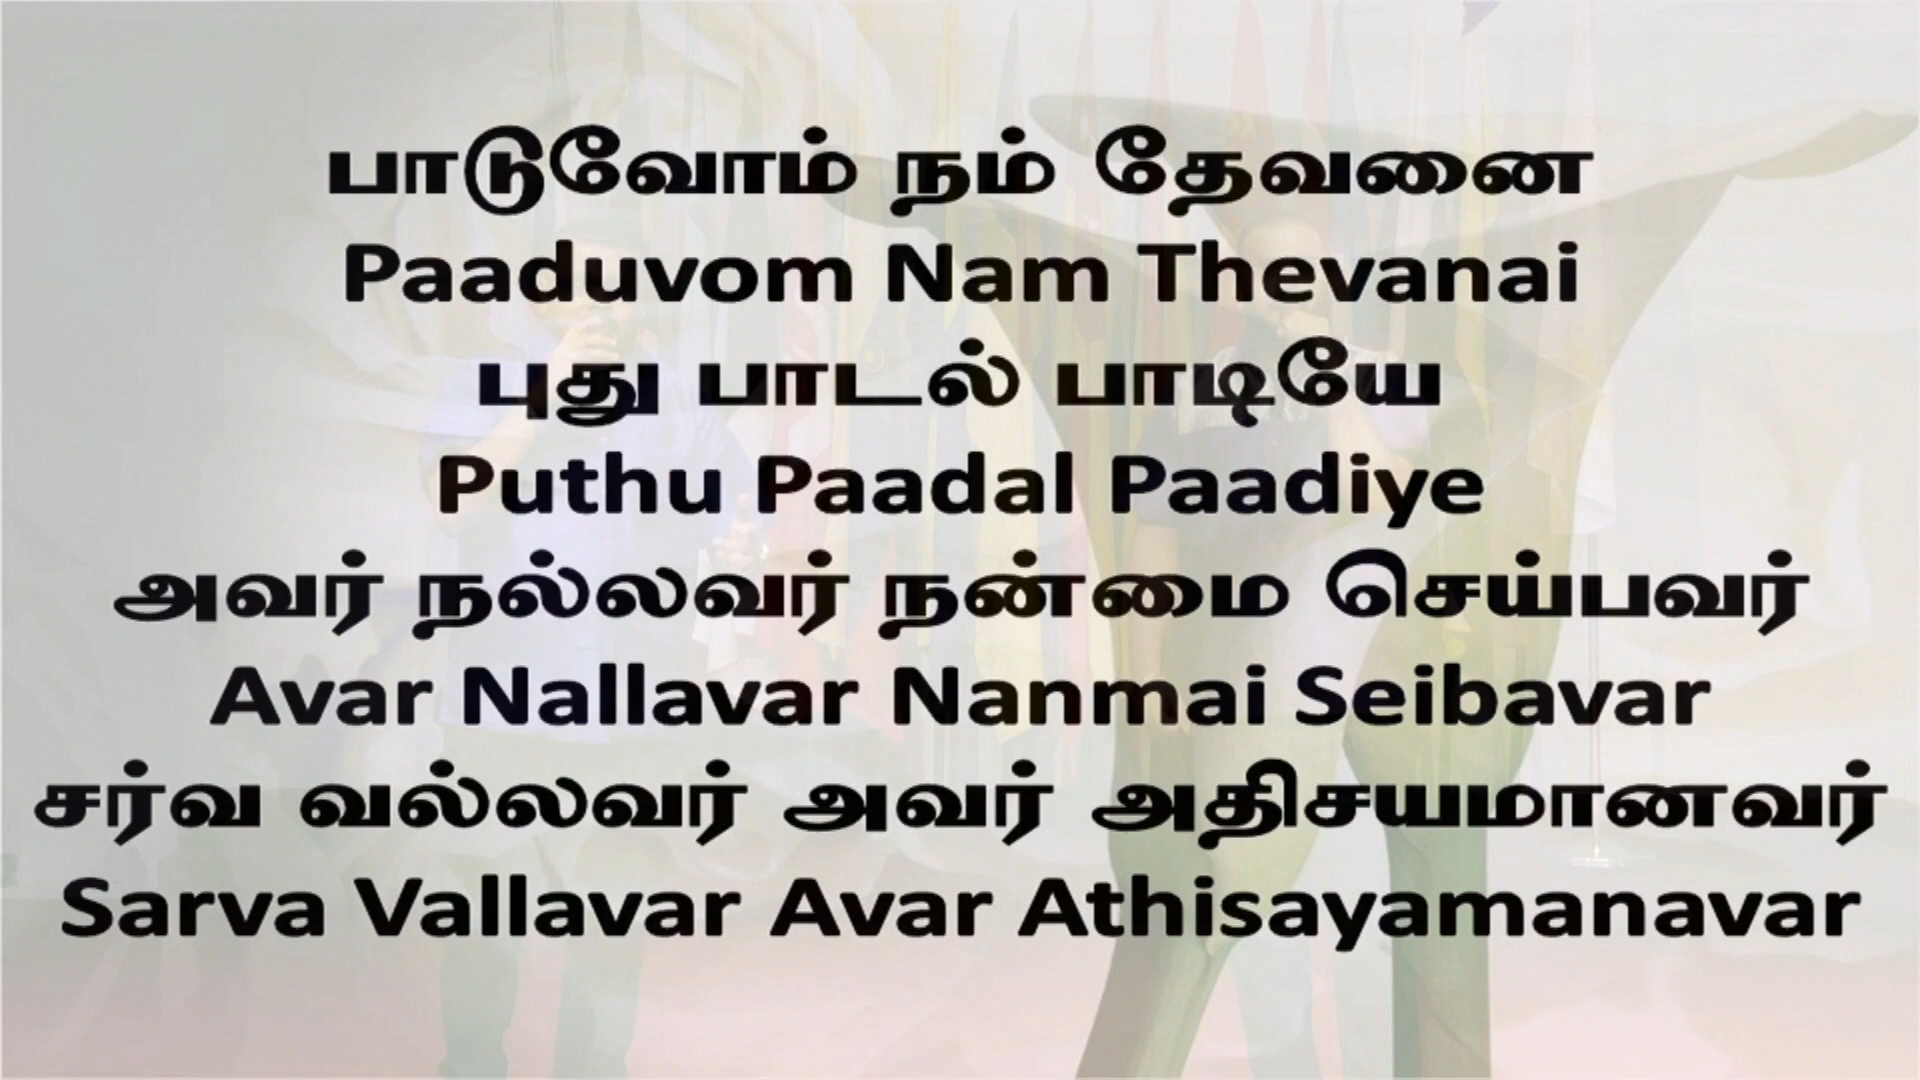 பாடுவோம் நம் தேவனை
Paaduvom Nam Thevanai
புது பாடல் பாடியே
Puthu Paadal Paadiye
அவர் நல்லவர் நன்மை செய்பவர்
Avar Nallavar Nanmai Seibavar
சர்வ வல்லவர் அவர் அதிசயமானவர்
Sarva Vallavar Avar Athisayamanavar